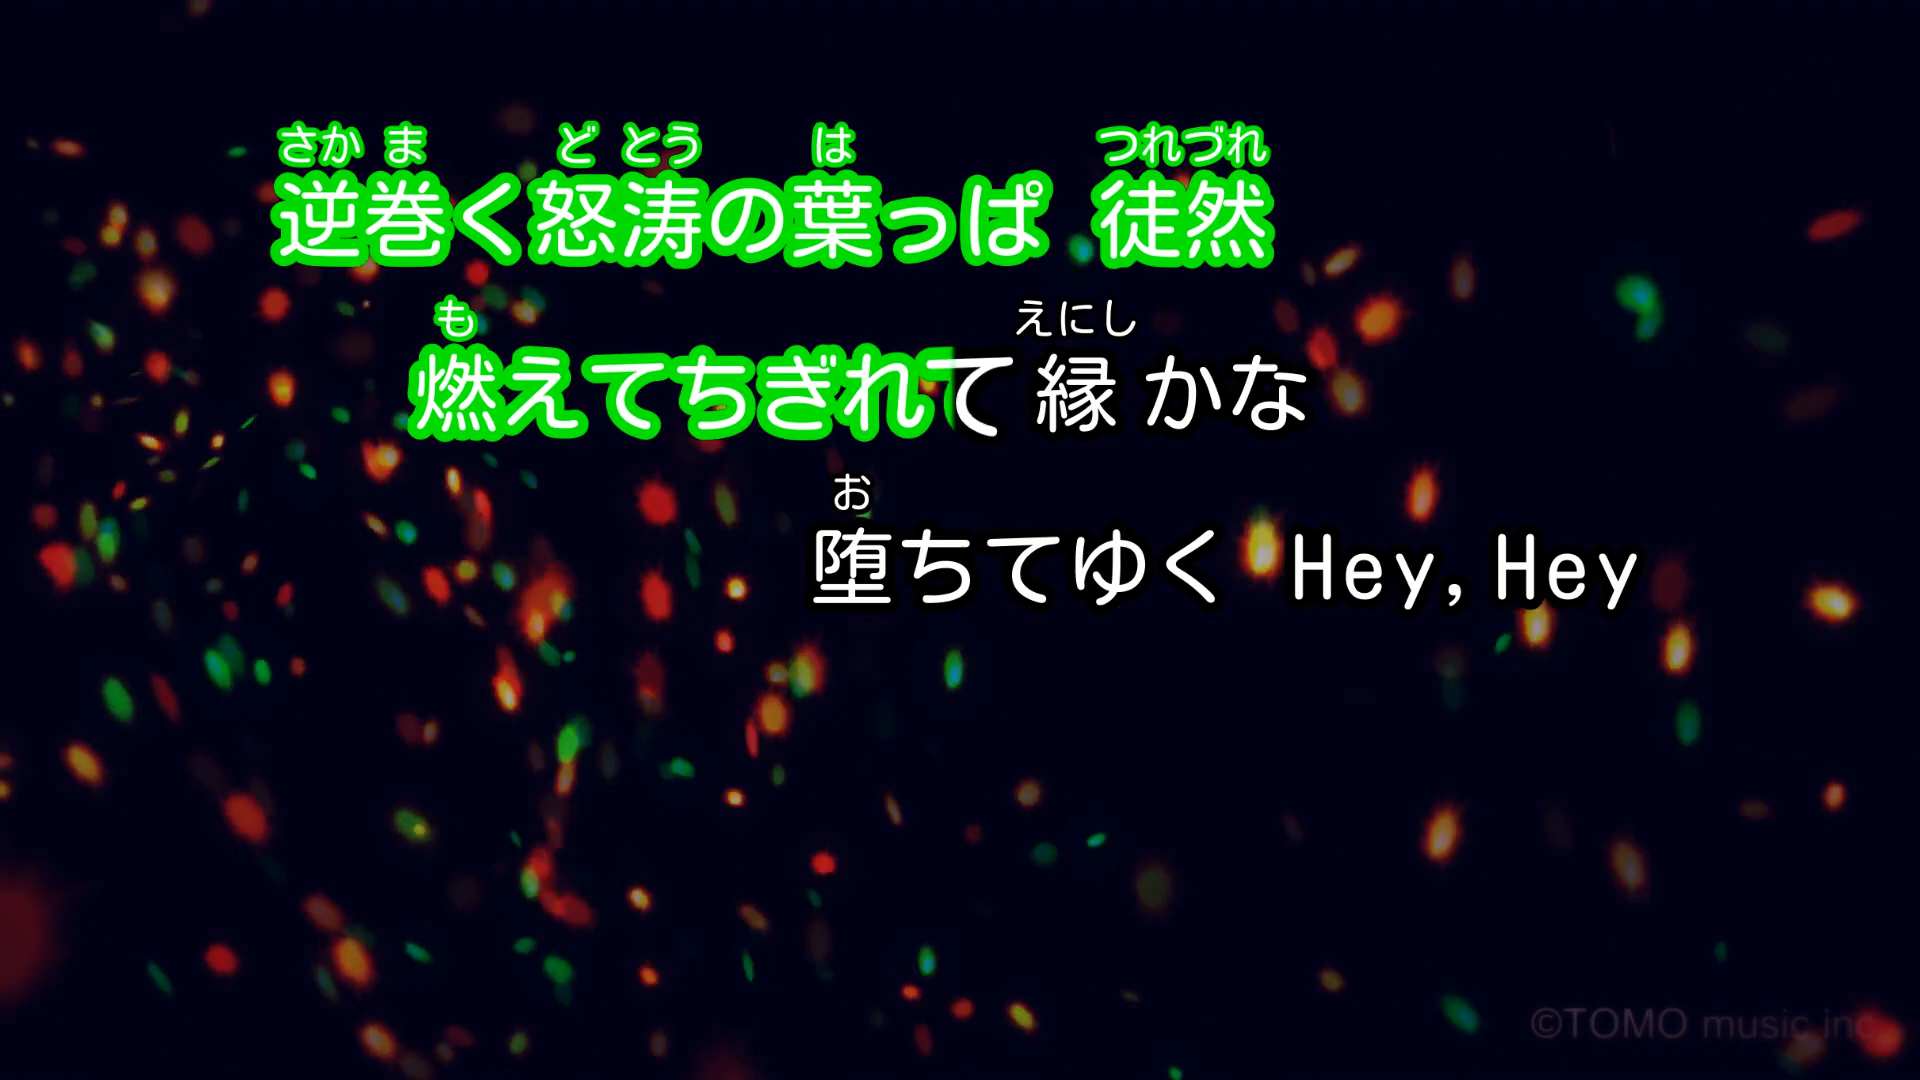 さか ま ど とう は つれづれ
逆巻く怒涛の葉っぱ 徒然
も えにし
燃えてちぎれて 縁 かな
お
堕ちてゆく Hey,Hey
©TOMO music inc.